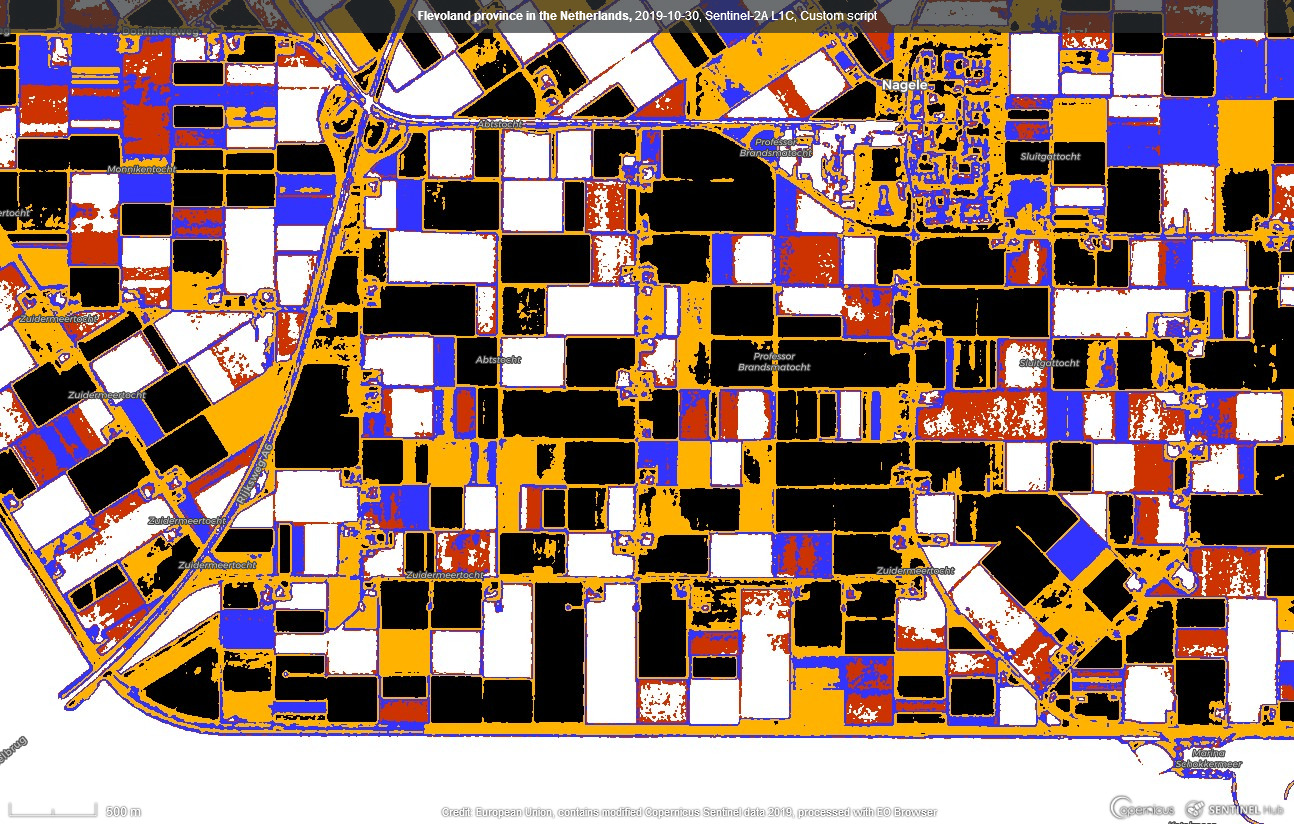 Flevoland province in the Netherlands, 2019-10-30, Sentinel-2A L1C, Custom script
Nagele
Abtstocht
Professor
Brandsmatocht
Sluitgattocht
Monnikentocht
Zuidermeertocht
Abtstocht
Professor
Brandsmatocht
Sluitgattocht
Zuidermeertocht
Rijksweg A6
Zuidermeertocht
Zuidermeertocht
Zuidermeertocht
Zuidermeertocht
Marina
Schokkermeer
500 m
Credit: European Union, contains modified Copernicus Sentinel data 2019, processed with EO Browser
opernicus
SENTINEL Hub